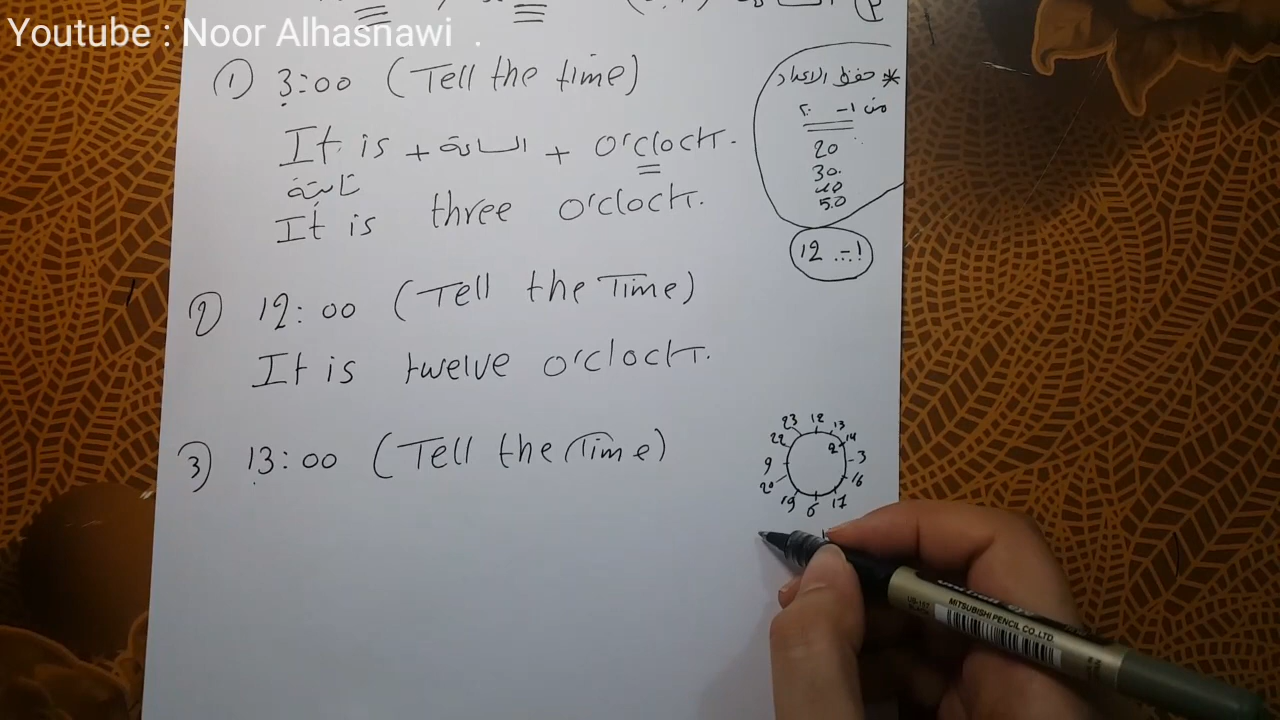 Youtube : Noor Alhasnawi .
① 3:00 (Tell the time)
It is + الساعة + o'clock.
ثابتة
It is three o'clock.
② 12:00 (Tell the Time)
It is twelve o'clock.
③ 13:00 (Tell the Time)
* حفظ الاعداد
من ١ - ٢٠
20
30
40
50
12 ... 1
23 12 13
22 14
2
9 3
20 16
19 6 17
MITSUBISHI PENCIL CO.,LTD.